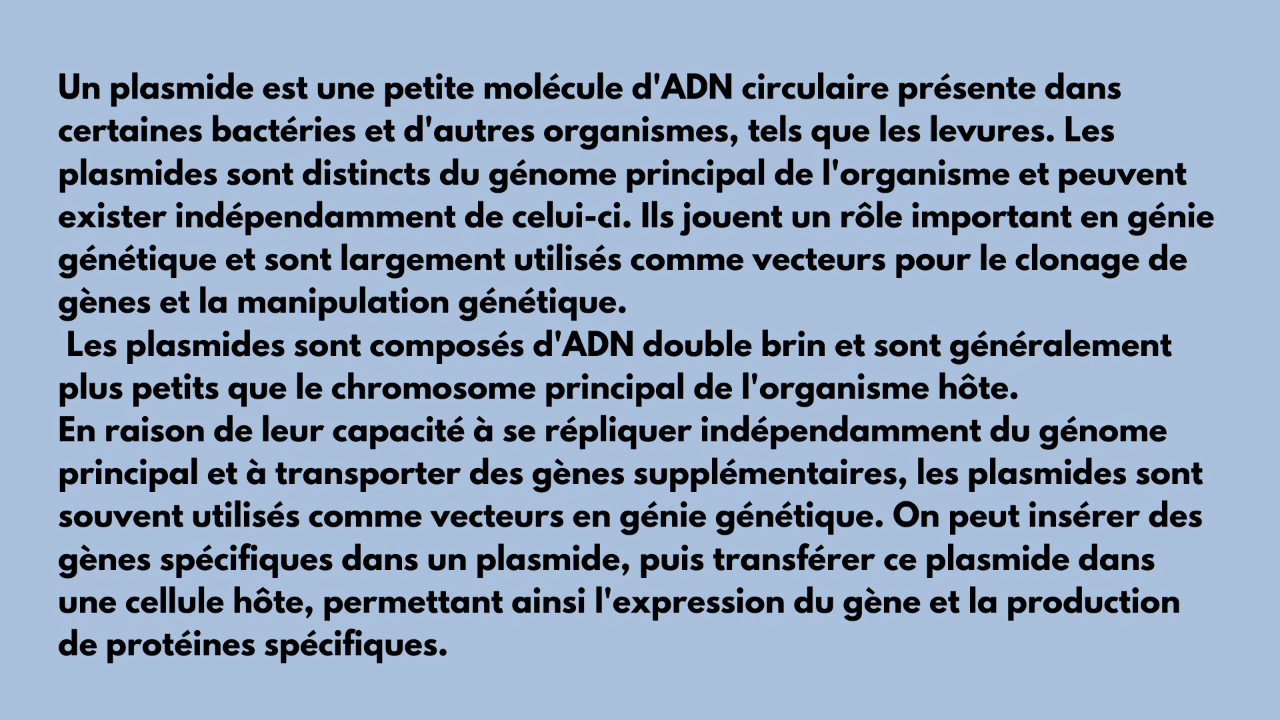 Un plasmide est une petite molécule d'ADN circulaire présente dans
certaines bactéries et d'autres organismes, tels que les levures. Les
plasmides sont distincts du génome principal de l'organisme et peuvent
exister indépendamment de celui-ci. Ils jouent un rôle important en génie
génétique et sont largement utilisés comme vecteurs pour le clonage de
gènes et la manipulation génétique.
Les plasmides sont composés d'ADN double brin et sont généralement
plus petits que le chromosome principal de l'organisme hôte.
En raison de leur capacité à se répliquer indépendamment du génome
principal et à transporter des gènes supplémentaires, les plasmides sont
souvent utilisés comme vecteurs en génie génétique. On peut insérer des
gènes spécifiques dans un plasmide, puis transférer ce plasmide dans
une cellule hôte, permettant ainsi l'expression du gène et la production
de protéines spécifiques.